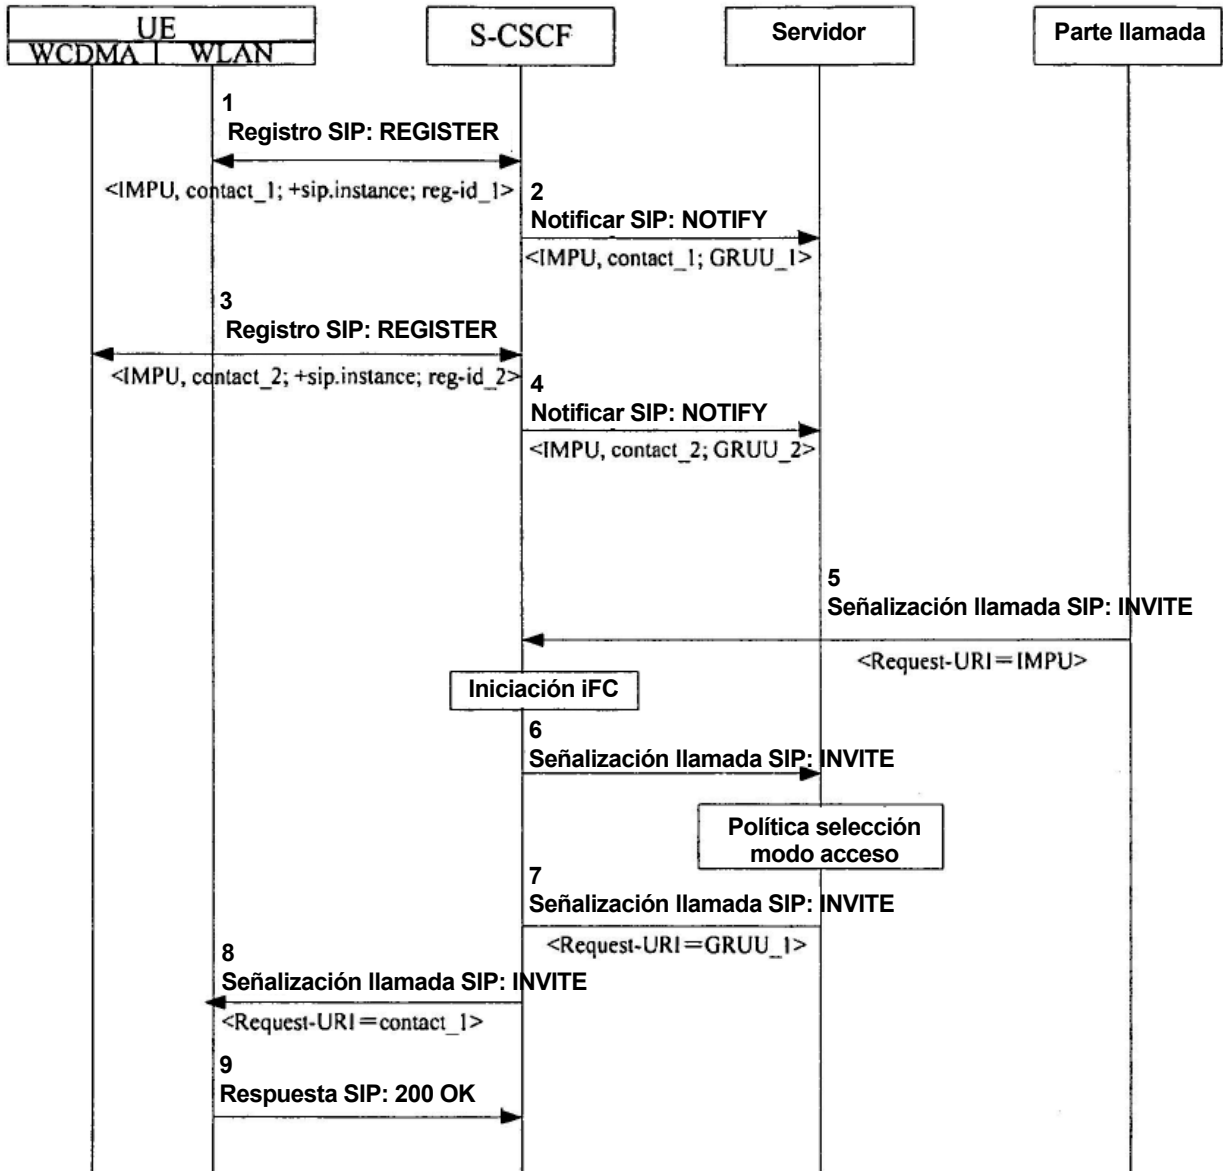 UE
WCDMA WLAN
S-CSCF
Servidor
Parte llamada
1
Registro SIP: REGISTER
<IMPU, contact_1; +sip.instance; reg-id_1>
2
Notificar SIP: NOTIFY
<IMPU, contact_1; GRUU_1>
3
Registro SIP: REGISTER
<IMPU, contact_2; +sip.instance; reg-id_2>
4
Notificar SIP: NOTIFY
<IMPU, contact_2; GRUU_2>
5
Señalización llamada SIP: INVITE
<Request-URI=IMPU>
Iniciación iFC
6
Señalización llamada SIP: INVITE
Política selección
modo acceso
7
Señalización llamada SIP: INVITE
<Request-URI=GRUU_1>
8
Señalización llamada SIP: INVITE
<Request-URI=contact_1>
9
Respuesta SIP: 200 OK